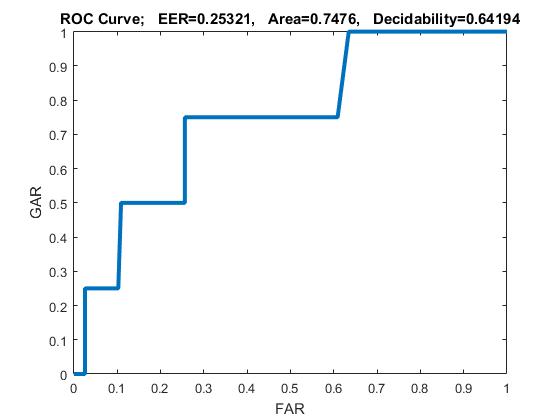 ROC Curve; EER=0.25321, Area=0.7476, Decidability=0.64194
1
0.9
0.8
0.7
0.6
0.5
0.4
0.3
0.2
0.1
0
GAR
0 0.1 0.2 0.3 0.4 0.5 0.6 0.7 0.8 0.9 1
FAR